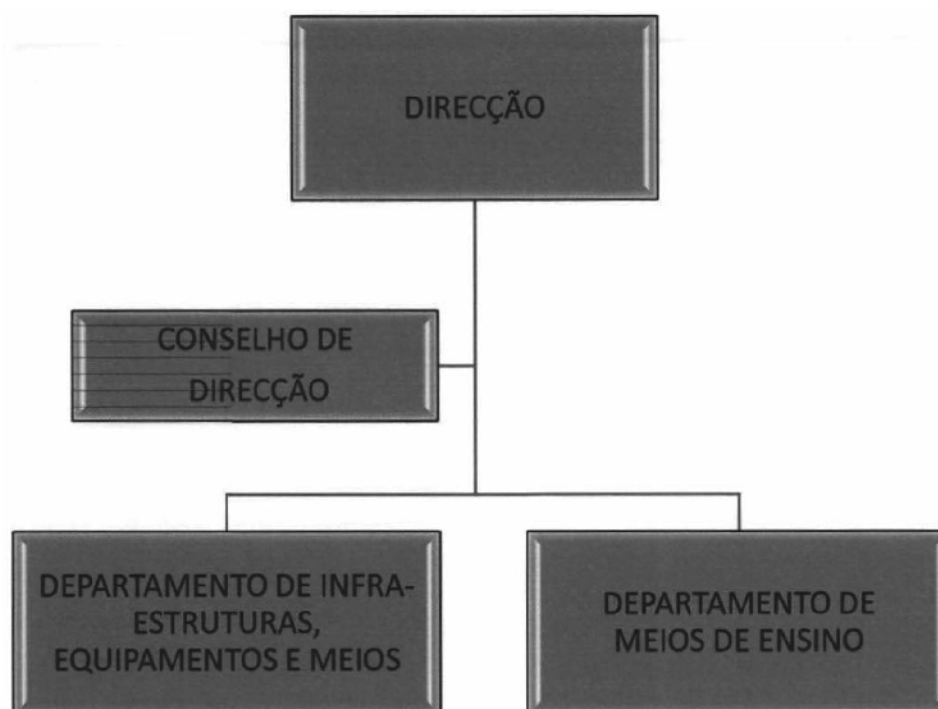 DIRECÇÃO
CONSELHO DE
DIRECÇÃO
DEPARTAMENTO DE INFRA-
ESTRUTURAS,
EQUIPAMENTOS E MEIOS
DEPARTAMENTO DE
MEIOS DE ENSINO